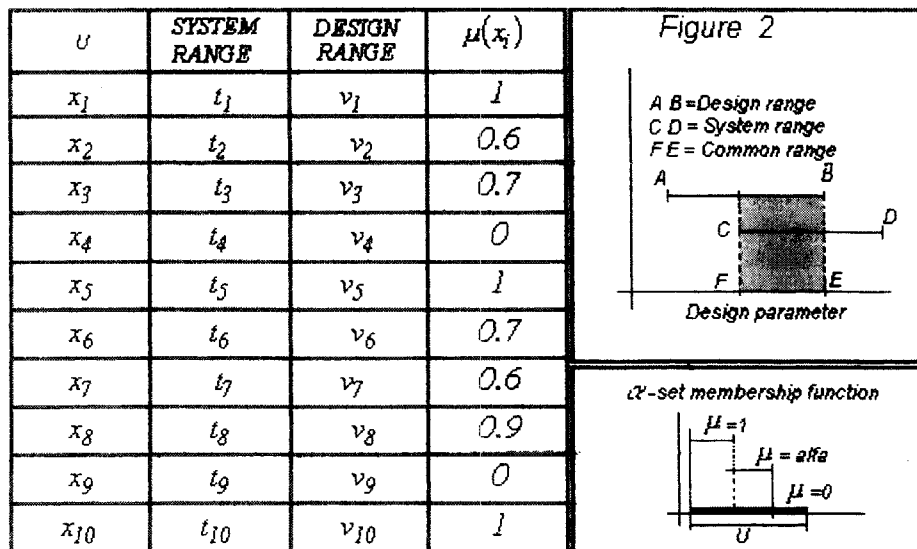 U SYSTEM RANGE DESIGN RANGE μ(xᵢ)
x₁ t₁ v₁ 1
x₂ t₂ v₂ 0.6
x₃ t₃ v₃ 0.7
x₄ t₄ v₄ 0
x₅ t₅ v₅ 1
x₆ t₆ v₆ 0.7
x₇ t₇ v₇ 0.6
x₈ t₈ v₈ 0.9
x₉ t₉ v₉ 0
x₁₀ t₁₀ v₁₀ 1
Figure 2
A B=Design range
C D = System range
F E = Common range
A B
C D
F E
Design parameter
α-set membership function
μ=1
μ = alfa
μ=0
U